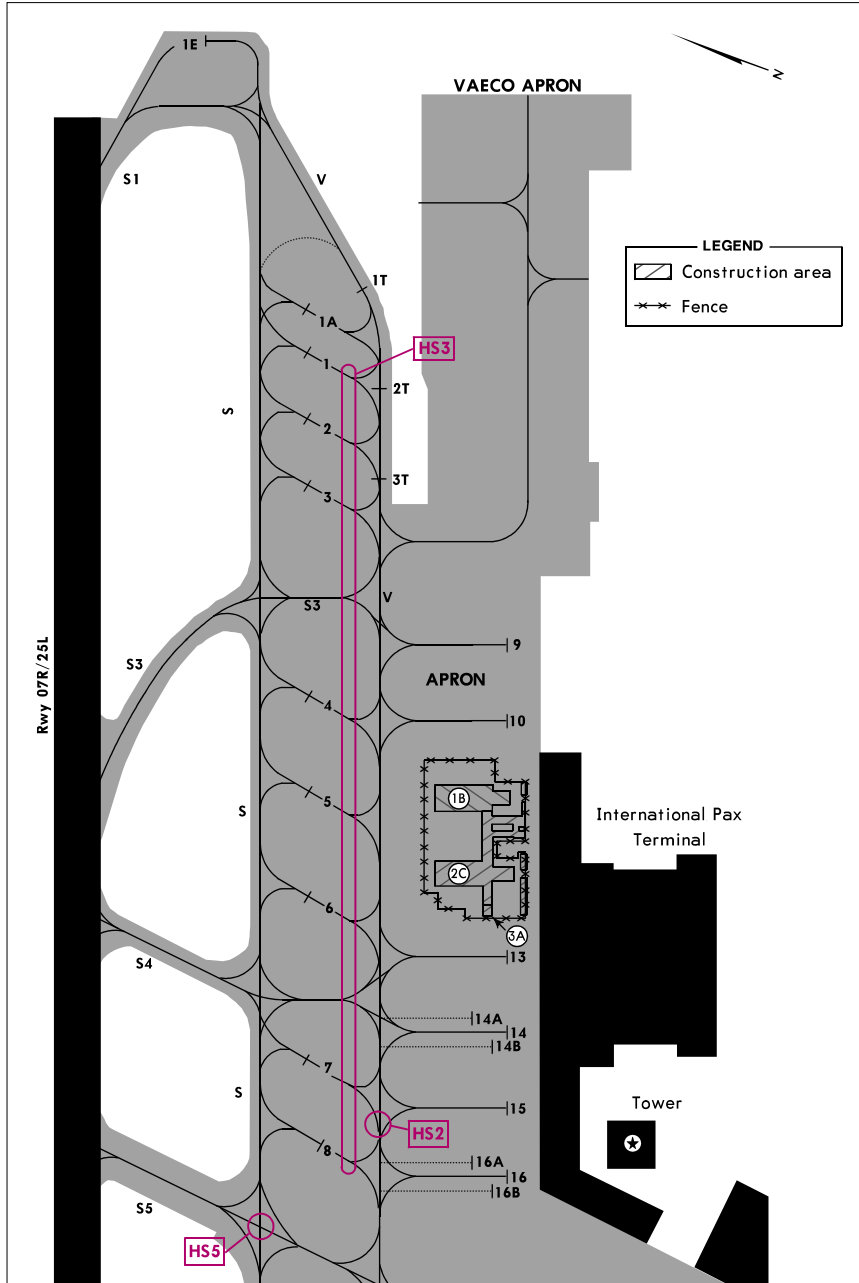 1E
N
VAECO APRON
S1
V
LEGEND
Construction area
Fence
1T
1A
HS3
1
2T
S
2
3T
3
S3
V
S3
9
Rwy 07R/25L
APRON
4
10
1B
5
S
International Pax
Terminal
2C
6
3A
13
S4
14A
14
14B
7
S
Tower
15
HS2
8
16A
16
16B
S5
HS5